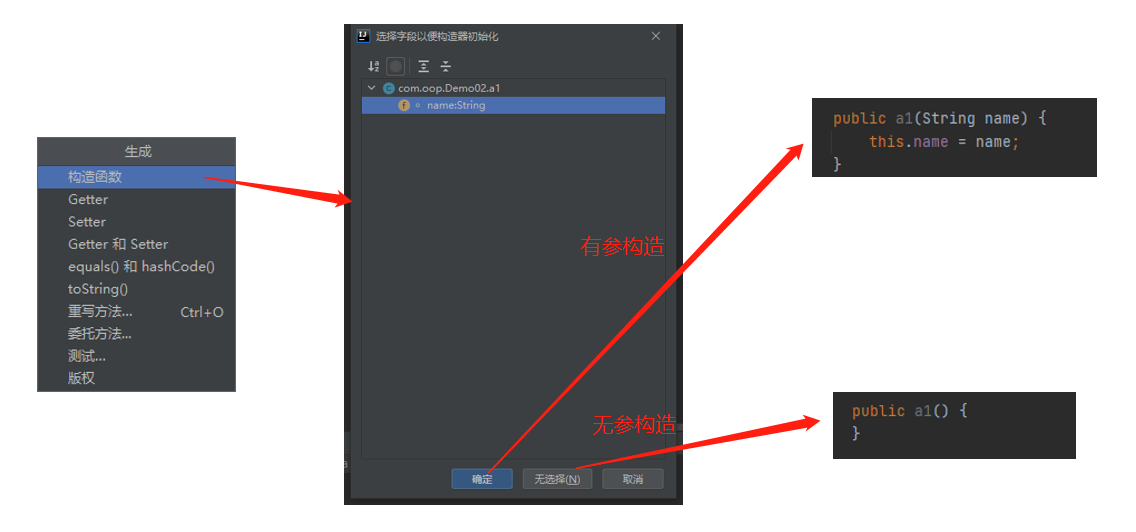 生成
构造函数
Getter
Setter
Getter 和 Setter
equals() 和 hashCode()
toString()
重写方法... Ctrl+O
委托方法...
测试...
版权
选择字段以便构造器初始化
com.oop.Demo02.a1
name:String
有参构造
无参构造
确定
无选择(N)
取消
public a1(String name) {
this.name = name;
}
public a1() {
}